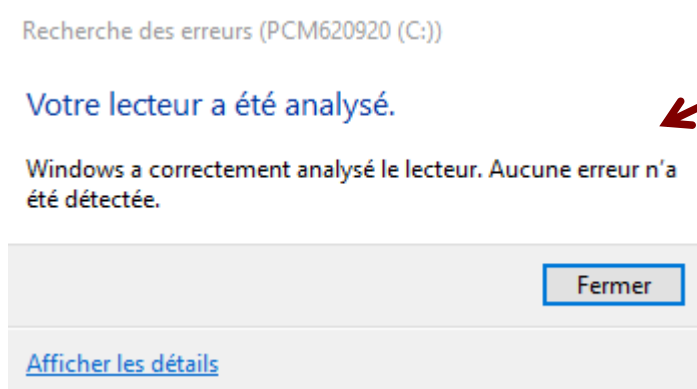 Recherche des erreurs (PCM620920 (C:))
Votre lecteur a été analysé.
Windows a correctement analysé le lecteur. Aucune erreur n’a
été détectée.
Fermer
Afficher les détails